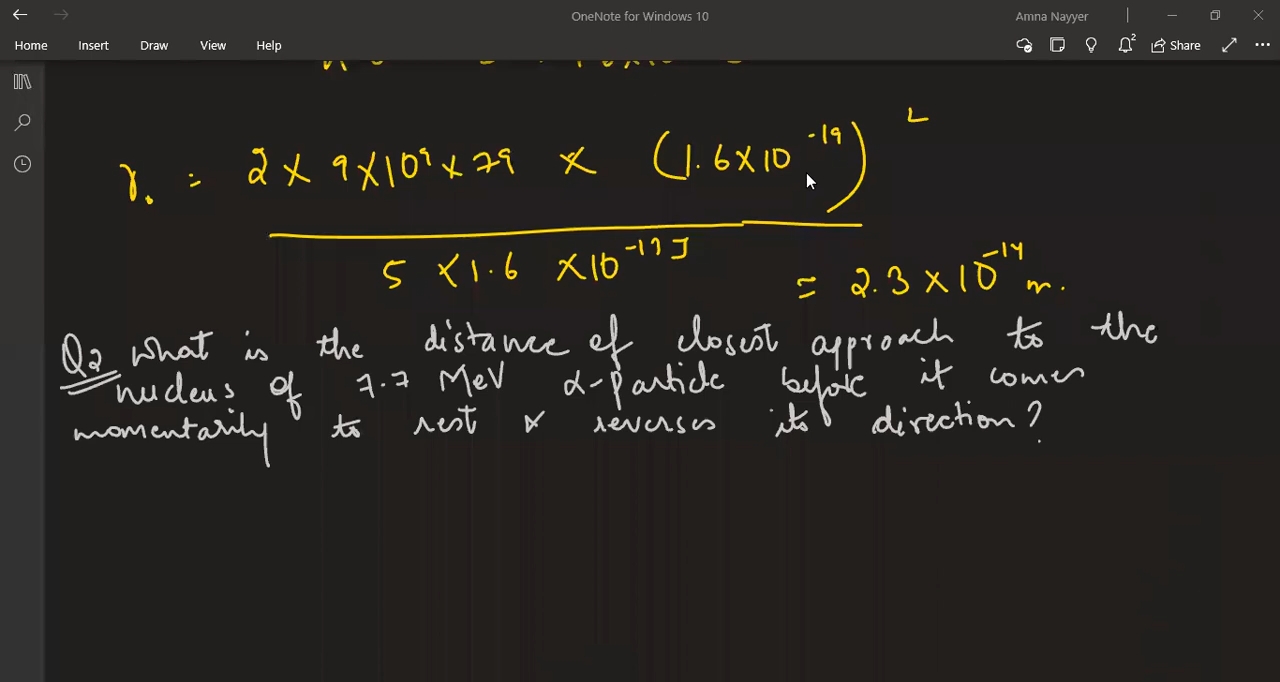 OneNote for Windows 10
Amna Nayyer
Home Insert Draw View Help
2 Share
r₀ = 2 × 9×10⁹ × 79 × (1.6×10⁻¹⁹)²
5 ×1.6 ×10⁻¹³ J
= 2.3 ×10⁻¹⁴ m.
Q2 What is the distance of closest approach to the
nucleus of 7.7 MeV α-particle before it comes
momentarily to rest & reverses its direction?